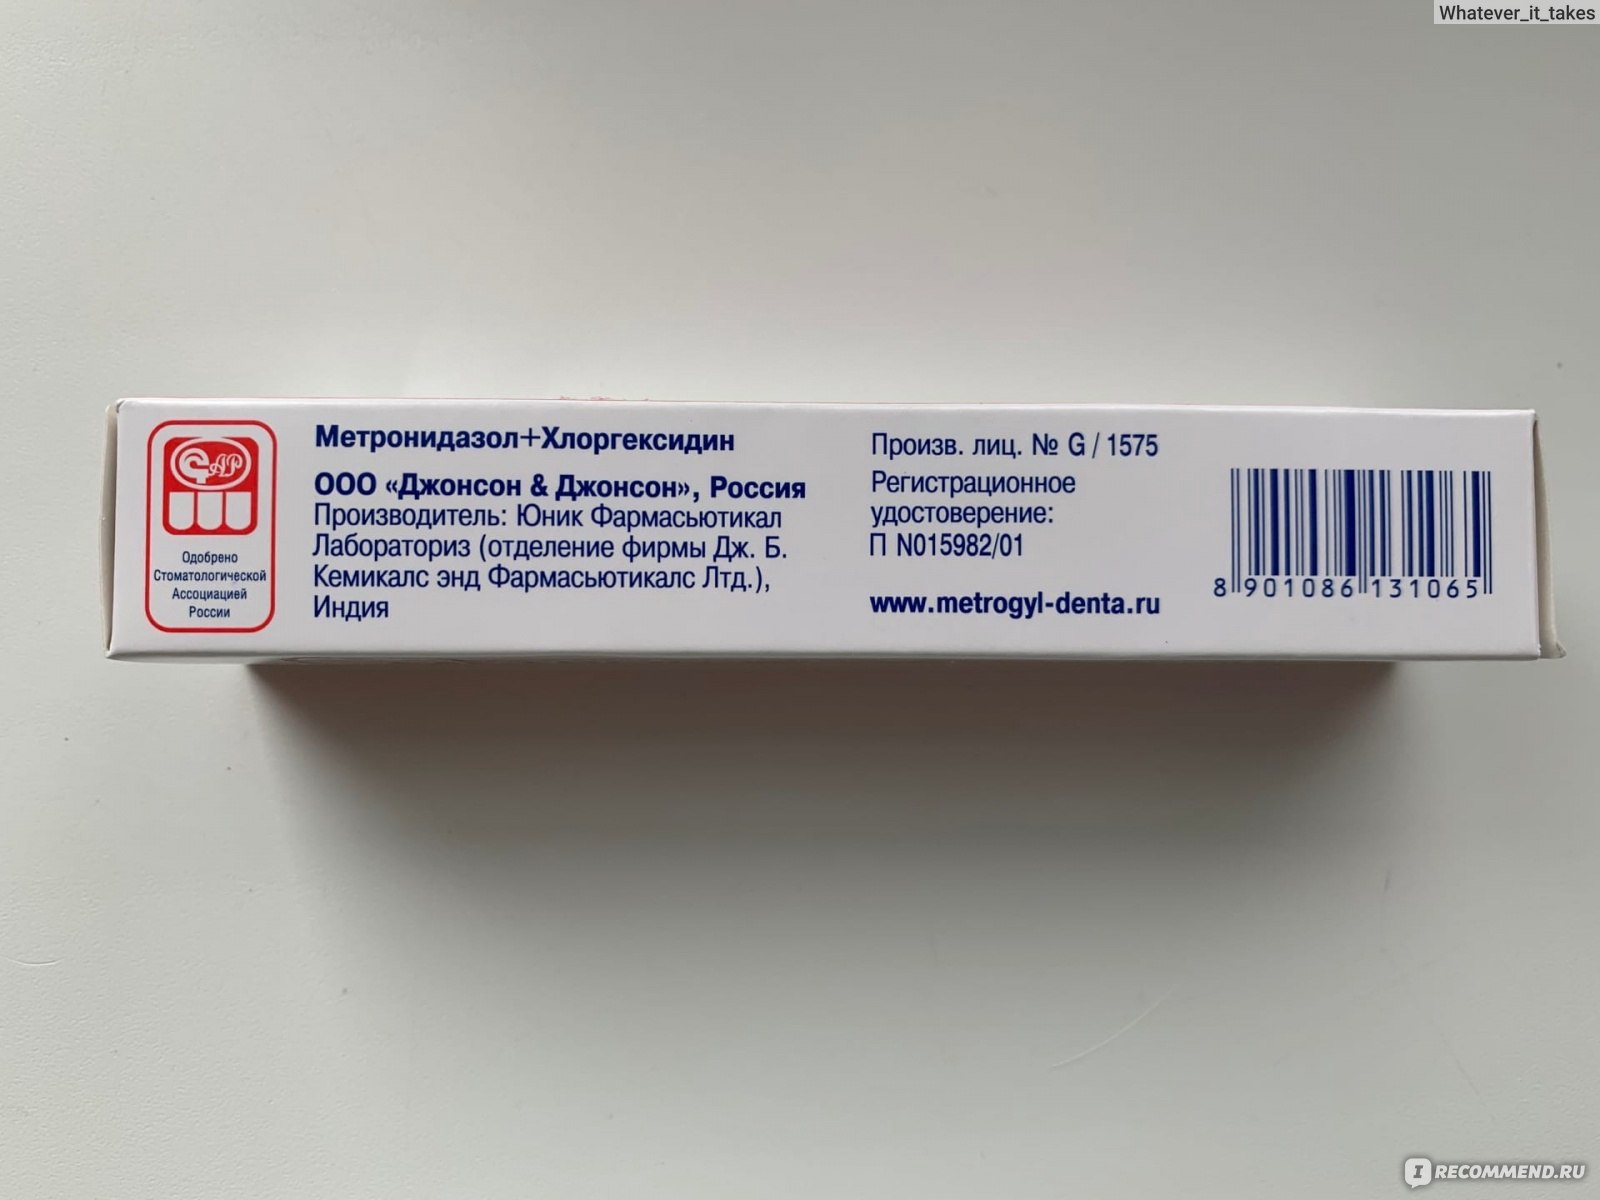 Whatever_it_takes
САР
Одобрено
Стоматологической
Ассоциацией
России
Метронидазол+Хлоргексидин
ООО «Джонсон & Джонсон», Россия
Производитель: Юник Фармасьютикал
Лабораториз (отделение фирмы Дж. Б.
Кемикалс энд Фармасьютикалс Лтд.),
Индия
Произв. лиц. № G / 1575
Регистрационное
удостоверение:
П N015982/01
www.metrogyl-denta.ru
8 901086 131065
IRECOMMEND.RU